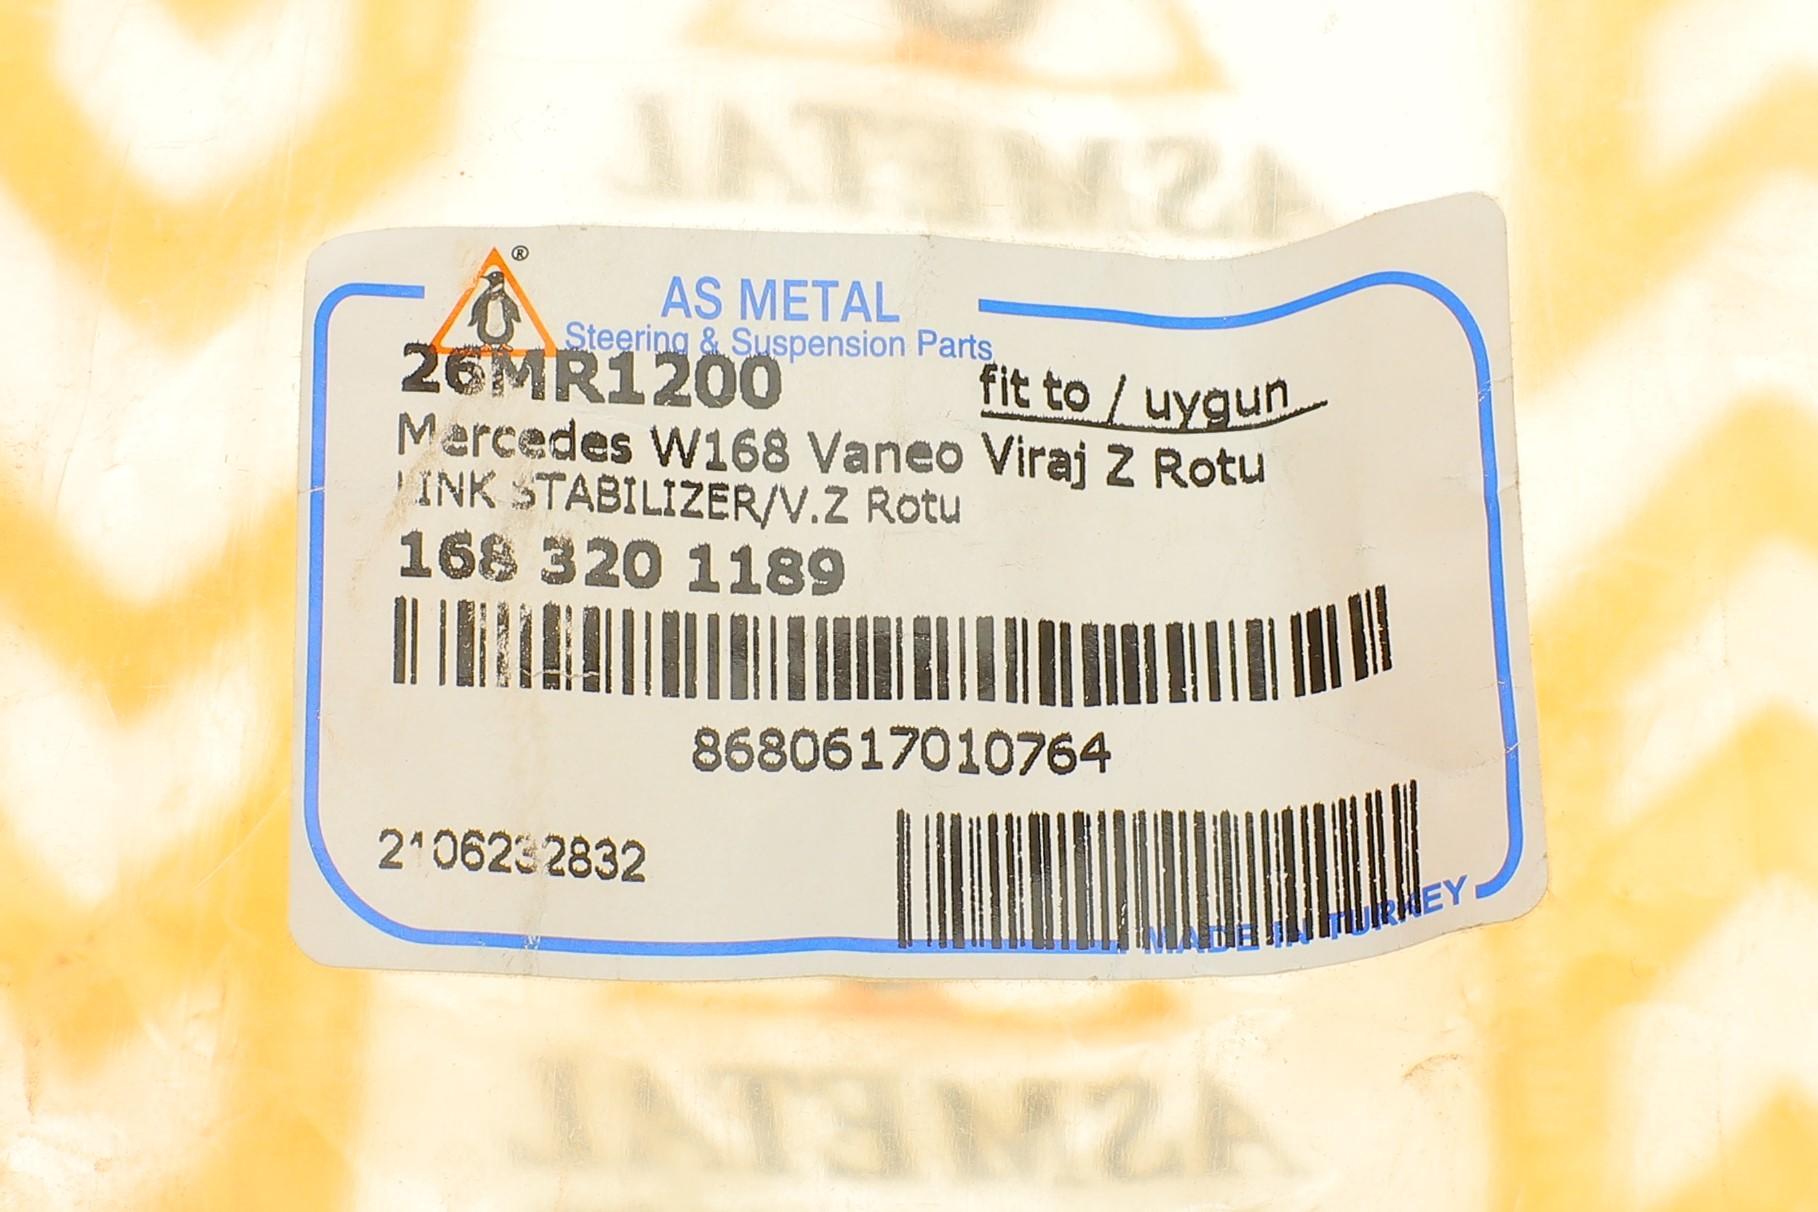 ASMETAL
®
AS METAL
Steering & Suspension Parts
26MR1200
fit to / uygun
Mercedes W168 Vaneo Viraj Z Rotu
LINK STABILIZER/V.Z Rotu
168 320 1189
8680617010764
2106232832
MADE IN TURKEY
ASMETAL